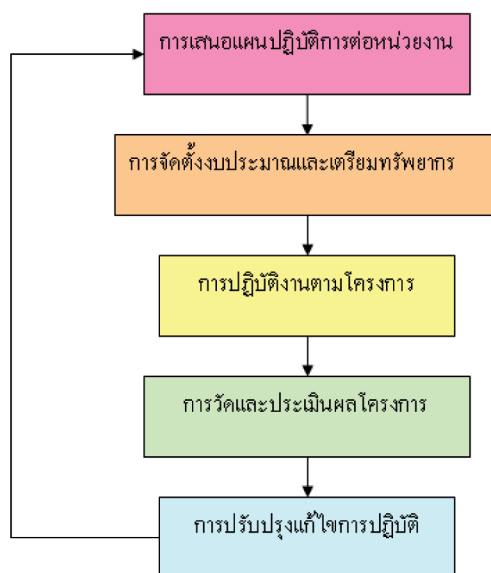 การเสนอแผนปฏิบัติการต่อหน่วยงาน
การจัดตั้งงบประมาณและเตรียมทรัพยากร
การปฏิบัติงานตามโครงการ
การวัดและประเมินผลโครงการ
การปรับปรุงแก้ไขการปฏิบัติ